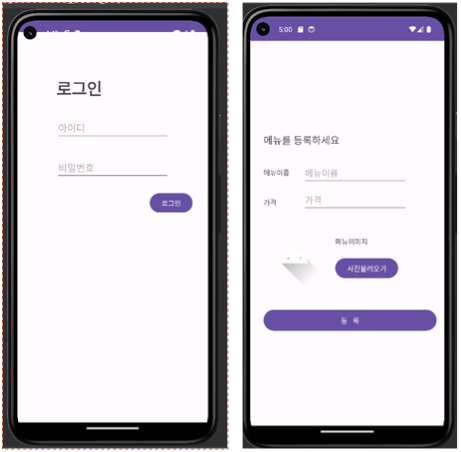 로그인
아이디
비밀번호
로그인
5:00
메뉴를 등록하세요
메뉴이름 메뉴이름
가격 가격
메뉴이미지
사진불러오기
등 록